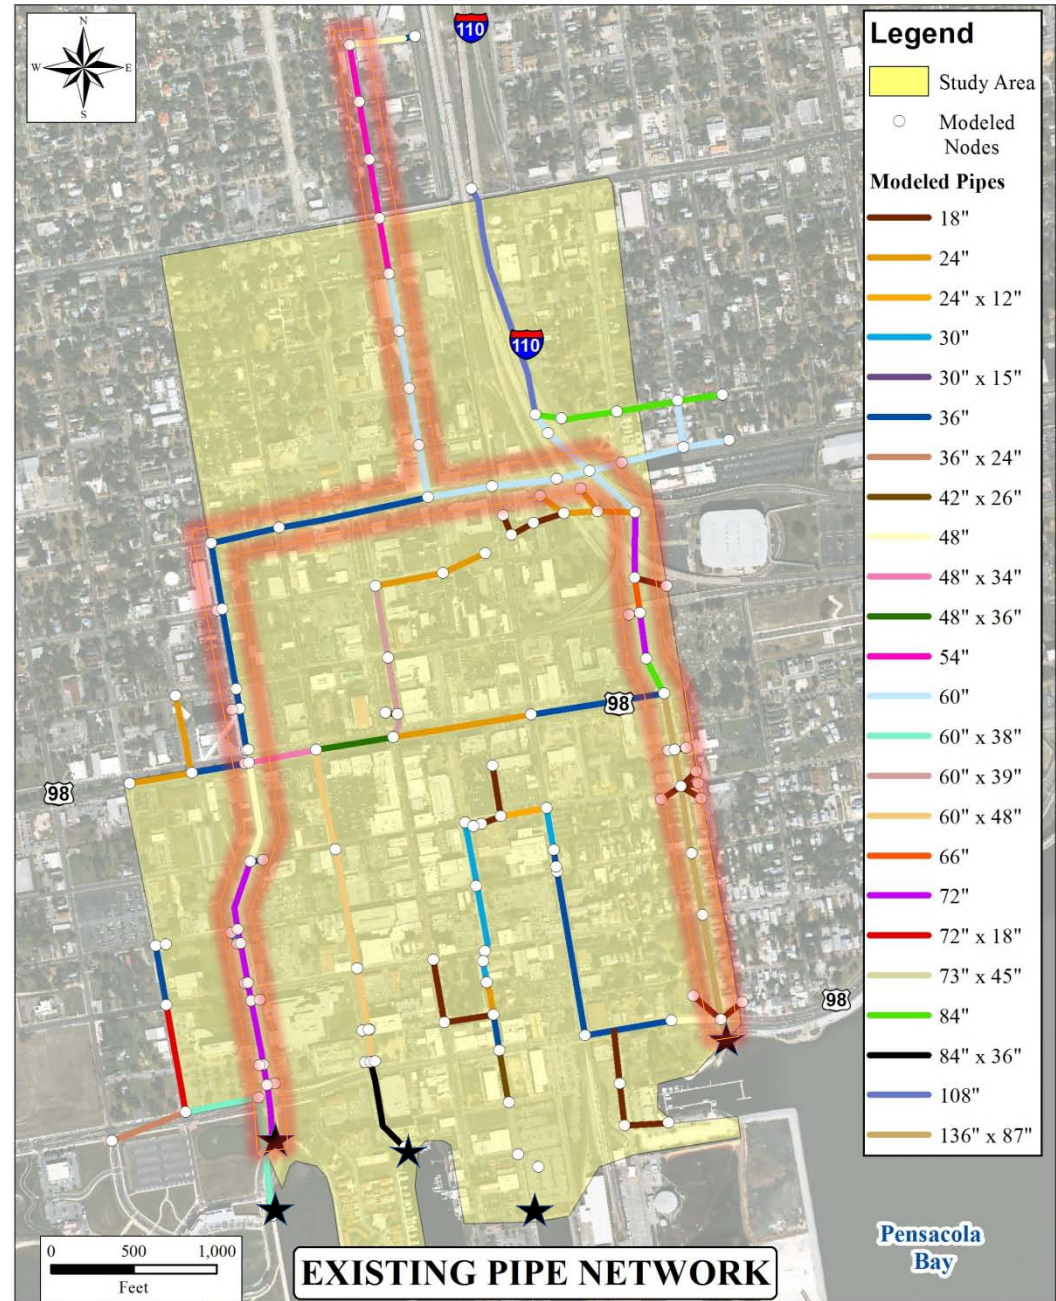 N
W E
S
110
110
98
98
98
Legend
Study Area
Modeled
Nodes
Modeled Pipes
18"
24"
24" x 12"
30"
30" x 15"
36"
36" x 24"
42" x 26"
48"
48" x 34"
48" x 36"
54"
60"
60" x 38"
60" x 39"
60" x 48"
66"
72"
72" x 18"
73" x 45"
84"
84" x 36"
108"
136" x 87"
Pensacola
Bay
0 500 1,000
Feet
EXISTING PIPE NETWORK